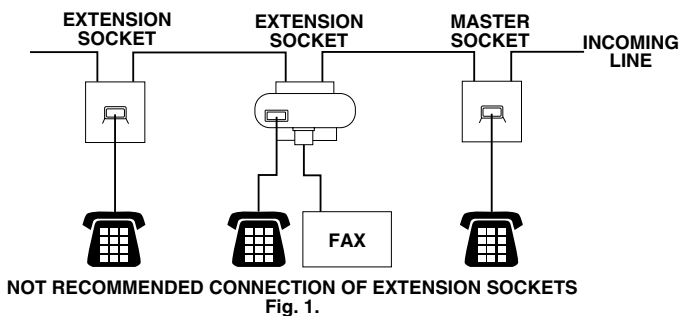 EXTENSION SOCKET
EXTENSION SOCKET
MASTER SOCKET
INCOMING LINE
FAX
NOT RECOMMENDED CONNECTION OF EXTENSION SOCKETS
Fig. 1.